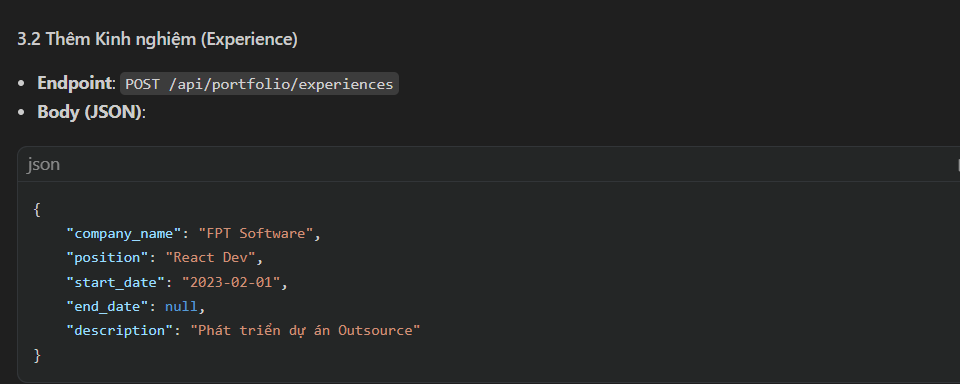 3.2 Thêm Kinh nghiệm (Experience)
• Endpoint: POST /api/portfolio/experiences
• Body (JSON):
json
{
    "company_name": "FPT Software",
    "position": "React Dev",
    "start_date": "2023-02-01",
    "end_date": null,
    "description": "Phát triển dự án Outsource"
}